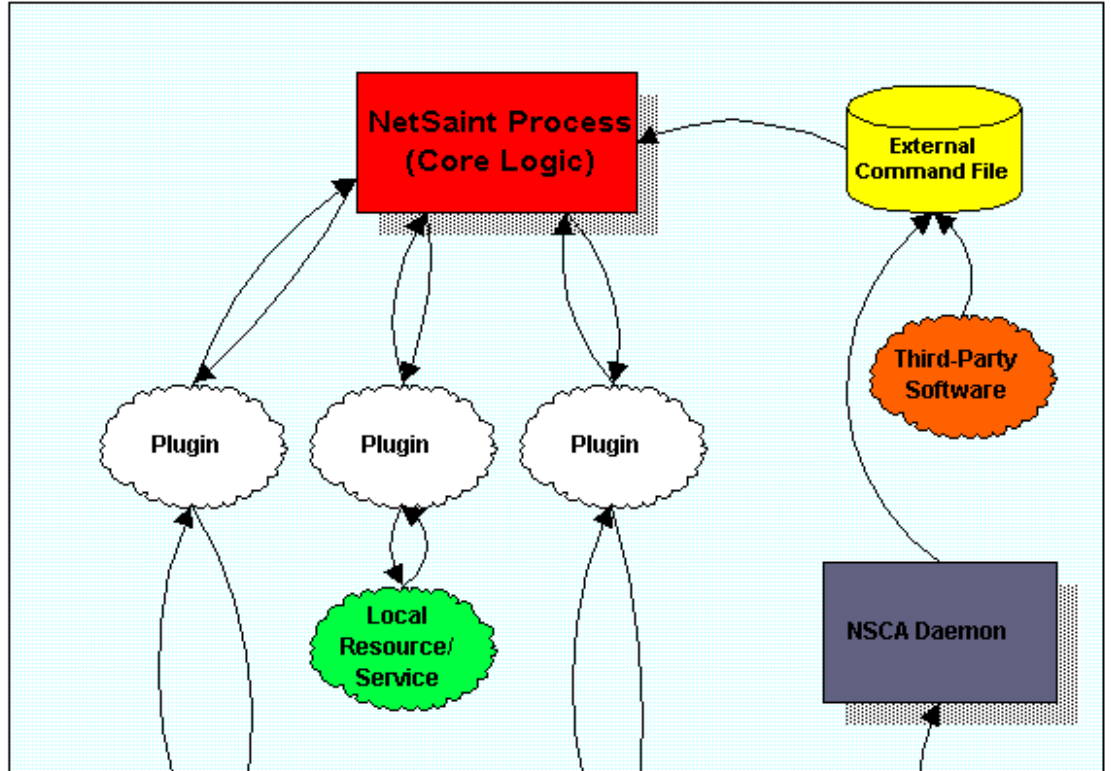 NetSaint Process
(Core Logic)
External
Command File
Third-Party
Software
Plugin
Plugin
Plugin
Local
Resource/
Service
NSCA Daemon